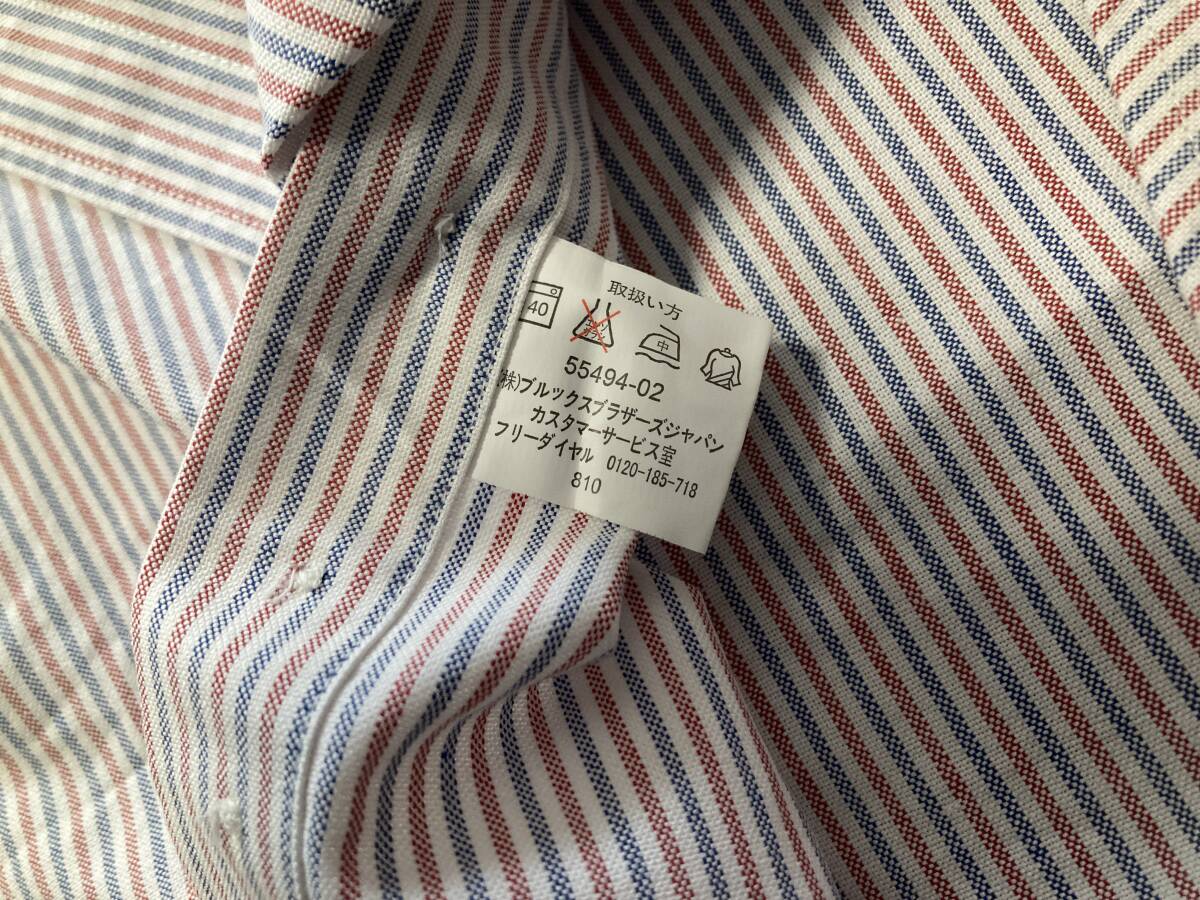 取扱い方
40
中
55494-02
(株)ブルックスブラザーズジャパン
カスタマーサービス室
フリーダイヤル 0120-185-718
810